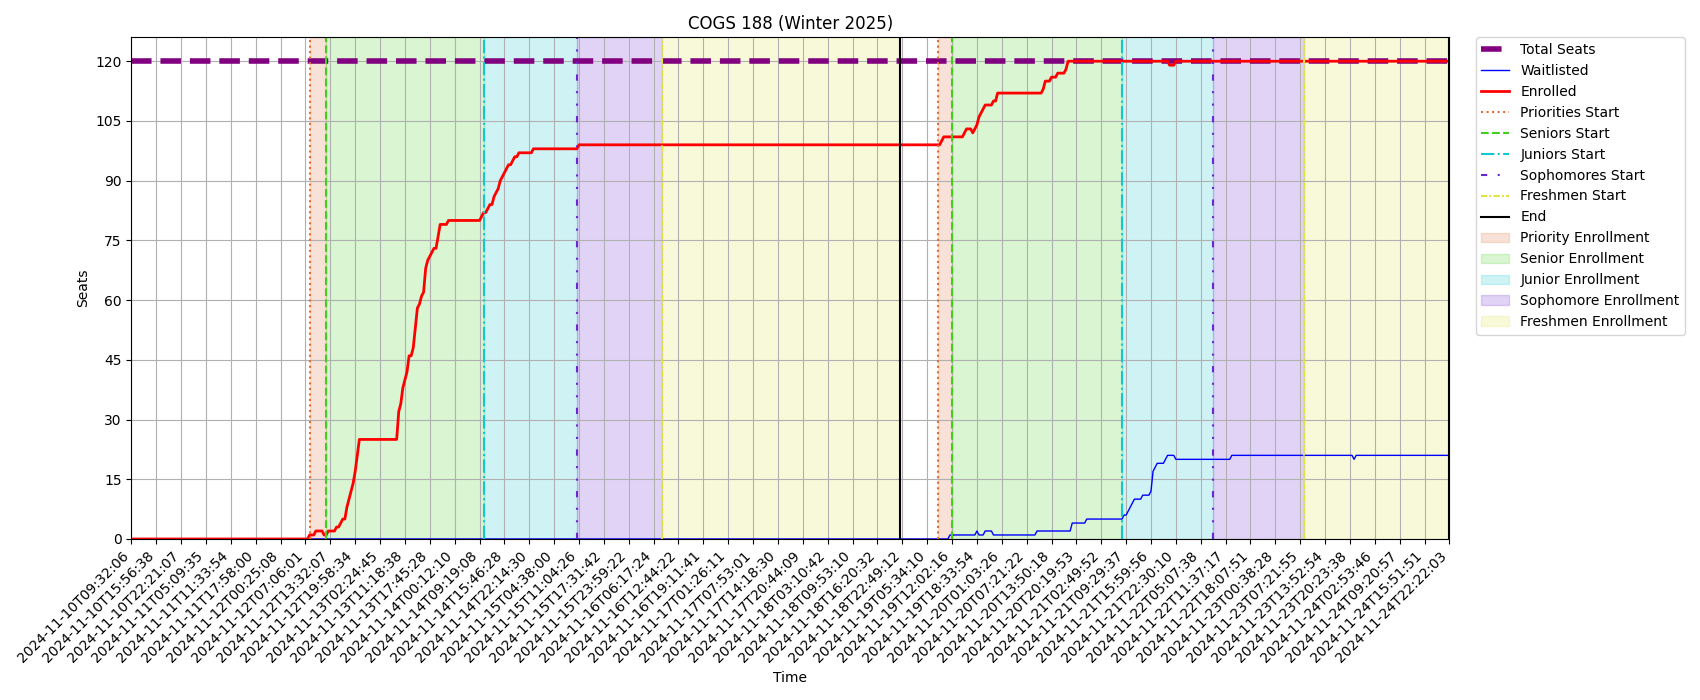 COGS 188 (Winter 2025)
Seats
120
105
90
75
60
45
30
15
0
2024-11-10T09:32:06
2024-11-10T15:56:38
2024-11-10T22:21:07
2024-11-11T05:09:35
2024-11-11T11:33:54
2024-11-11T17:58:00
2024-11-12T00:25:08
2024-11-12T07:06:01
2024-11-12T13:32:07
2024-11-12T19:58:34
2024-11-13T02:24:45
2024-11-13T11:18:38
2024-11-13T17:45:28
2024-11-14T00:12:10
2024-11-14T09:19:08
2024-11-14T15:46:28
2024-11-14T22:14:30
2024-11-15T04:38:00
2024-11-15T11:04:26
2024-11-15T17:31:42
2024-11-15T23:59:22
2024-11-16T06:17:24
2024-11-16T12:44:22
2024-11-16T19:11:41
2024-11-17T01:26:11
2024-11-17T07:53:01
2024-11-17T14:18:30
2024-11-17T20:44:09
2024-11-18T03:10:42
2024-11-18T09:53:10
2024-11-18T16:20:32
2024-11-18T22:49:12
2024-11-19T05:34:10
2024-11-19T12:02:16
2024-11-19T18:33:54
2024-11-20T01:03:26
2024-11-20T07:21:22
2024-11-20T13:50:18
2024-11-20T20:19:53
2024-11-21T02:49:52
2024-11-21T09:29:37
2024-11-21T15:59:56
2024-11-21T22:30:10
2024-11-22T05:07:38
2024-11-22T11:37:17
2024-11-22T18:07:51
2024-11-23T00:38:28
2024-11-23T07:21:55
2024-11-23T13:52:54
2024-11-23T20:23:38
2024-11-24T02:53:46
2024-11-24T09:20:57
2024-11-24T15:51:51
2024-11-24T22:22:03
Time
Total Seats
Waitlisted
Enrolled
Priorities Start
Seniors Start
Juniors Start
Sophomores Start
Freshmen Start
End
Priority Enrollment
Senior Enrollment
Junior Enrollment
Sophomore Enrollment
Freshmen Enrollment